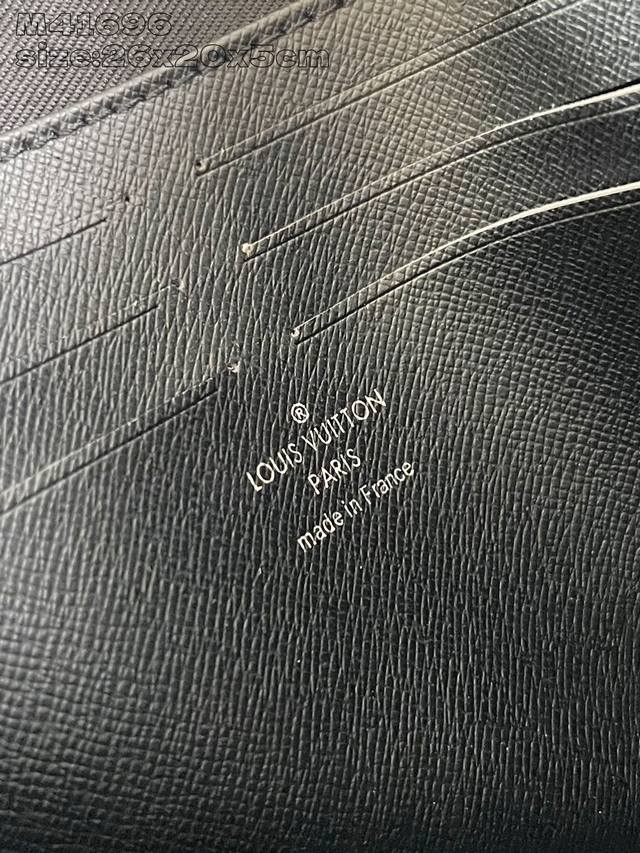 M41696
size:26x20x5cm
®
LOUIS VUITTON
PARIS
made in France